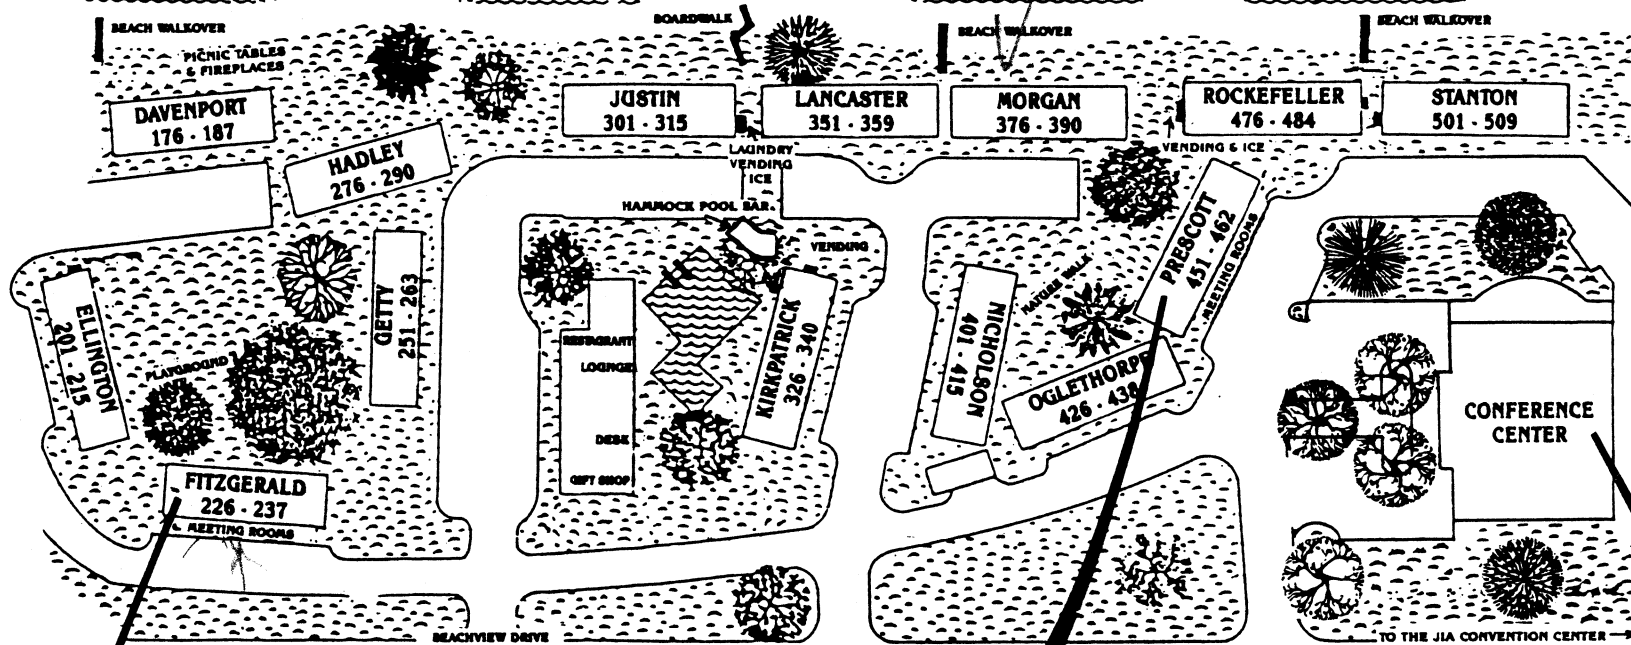 BEACH WALKOVER
BOARDWALK
BEACH WALKOVER
BEACH WALKOVER
PICNIC TABLES
& FIREPLACES
DAVENPORT
176 · 187
HADLEY
276 · 290
JUSTIN
301 · 315
LANCASTER
351 · 359
MORGAN
376 · 390
ROCKEFELLER
476 · 484
STANTON
501 · 509
LAUNDRY
VENDING
ICE
VENDING & ICE
HAMMOCK POOL BAR
VENDING
PRESCOTT
451 462
MEETING ROOMS
NATURE WALK
ELLINGTON
201 · 215
GETTY
251 · 263
PLAYGROUND
RESTAURANT
LOUNGES
DESK
GIFT SHOP
KIRKPATRICK
326 · 340
NICHOLSON
401 · 415
OGLETHORPE
426 · 438
CONFERENCE
CENTER
FITZGERALD
226 · 237
MEETING ROOMS
BEACHVIEW DRIVE
TO THE JIA CONVENTION CENTER